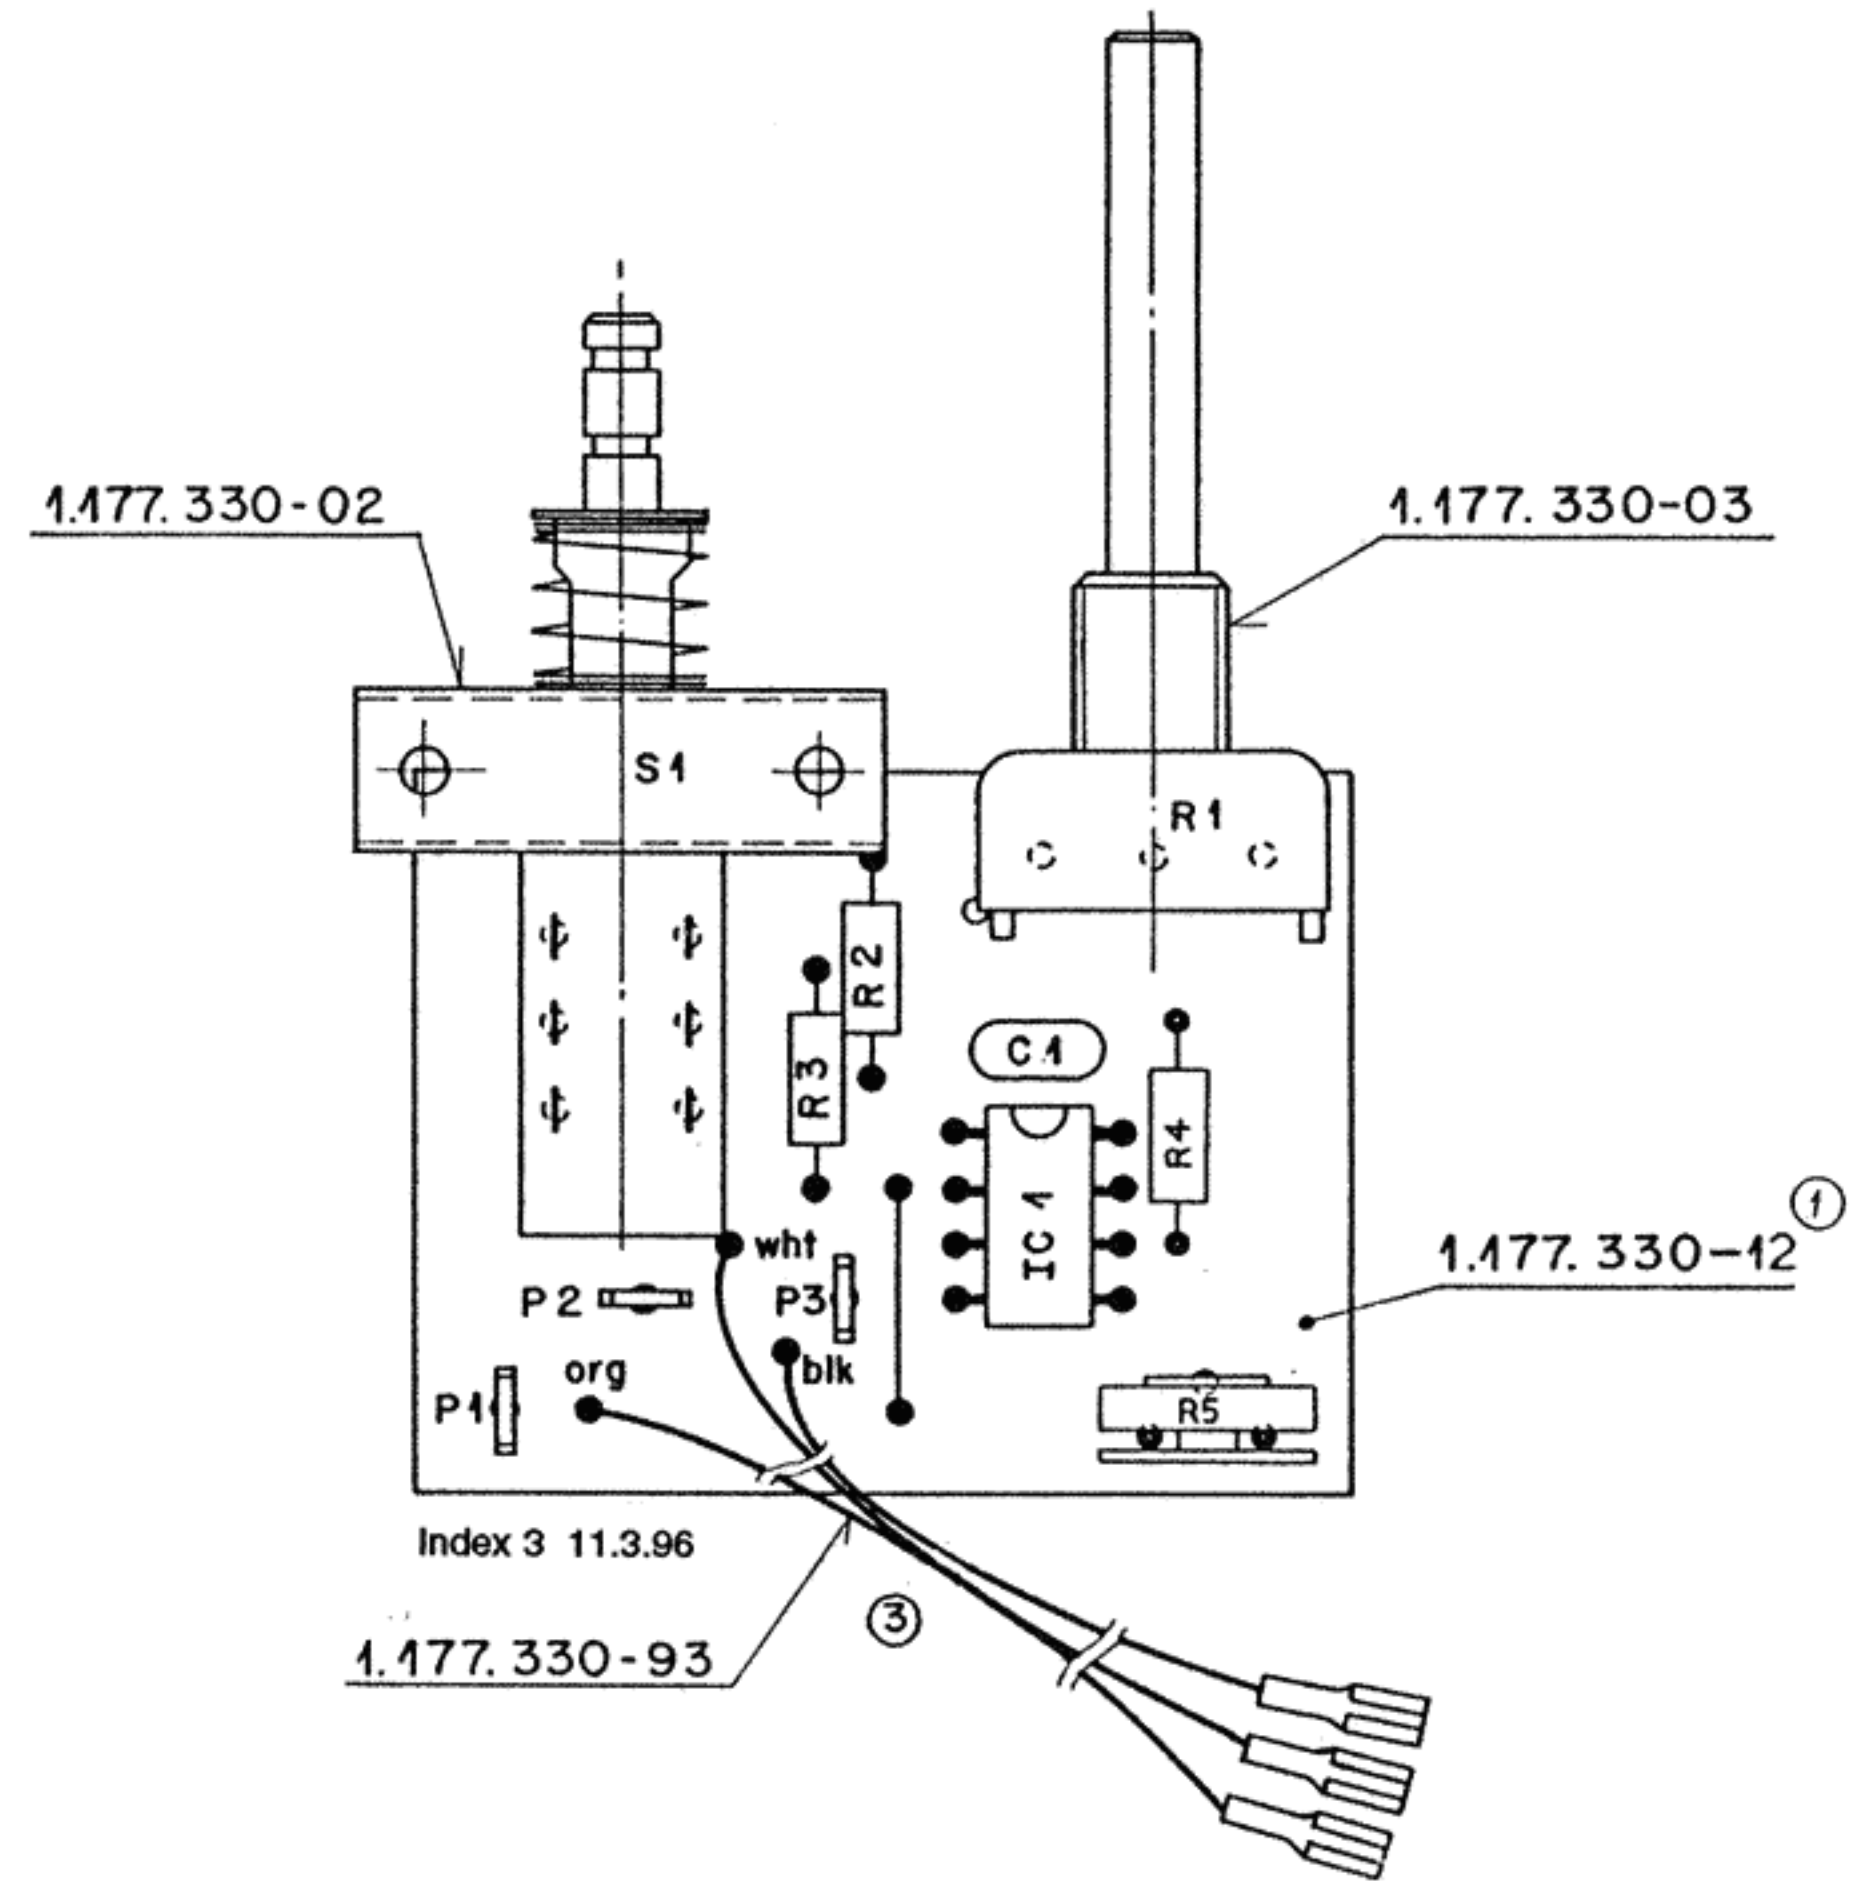 1.177.330-02
1.177.330-03
S1
R1
R2
R3
C1
R4
IC1
1
1.177.330-12
wht
P2
P3
org
blk
P1
R5
Index 3 11.3.96
3
1.177.330-93